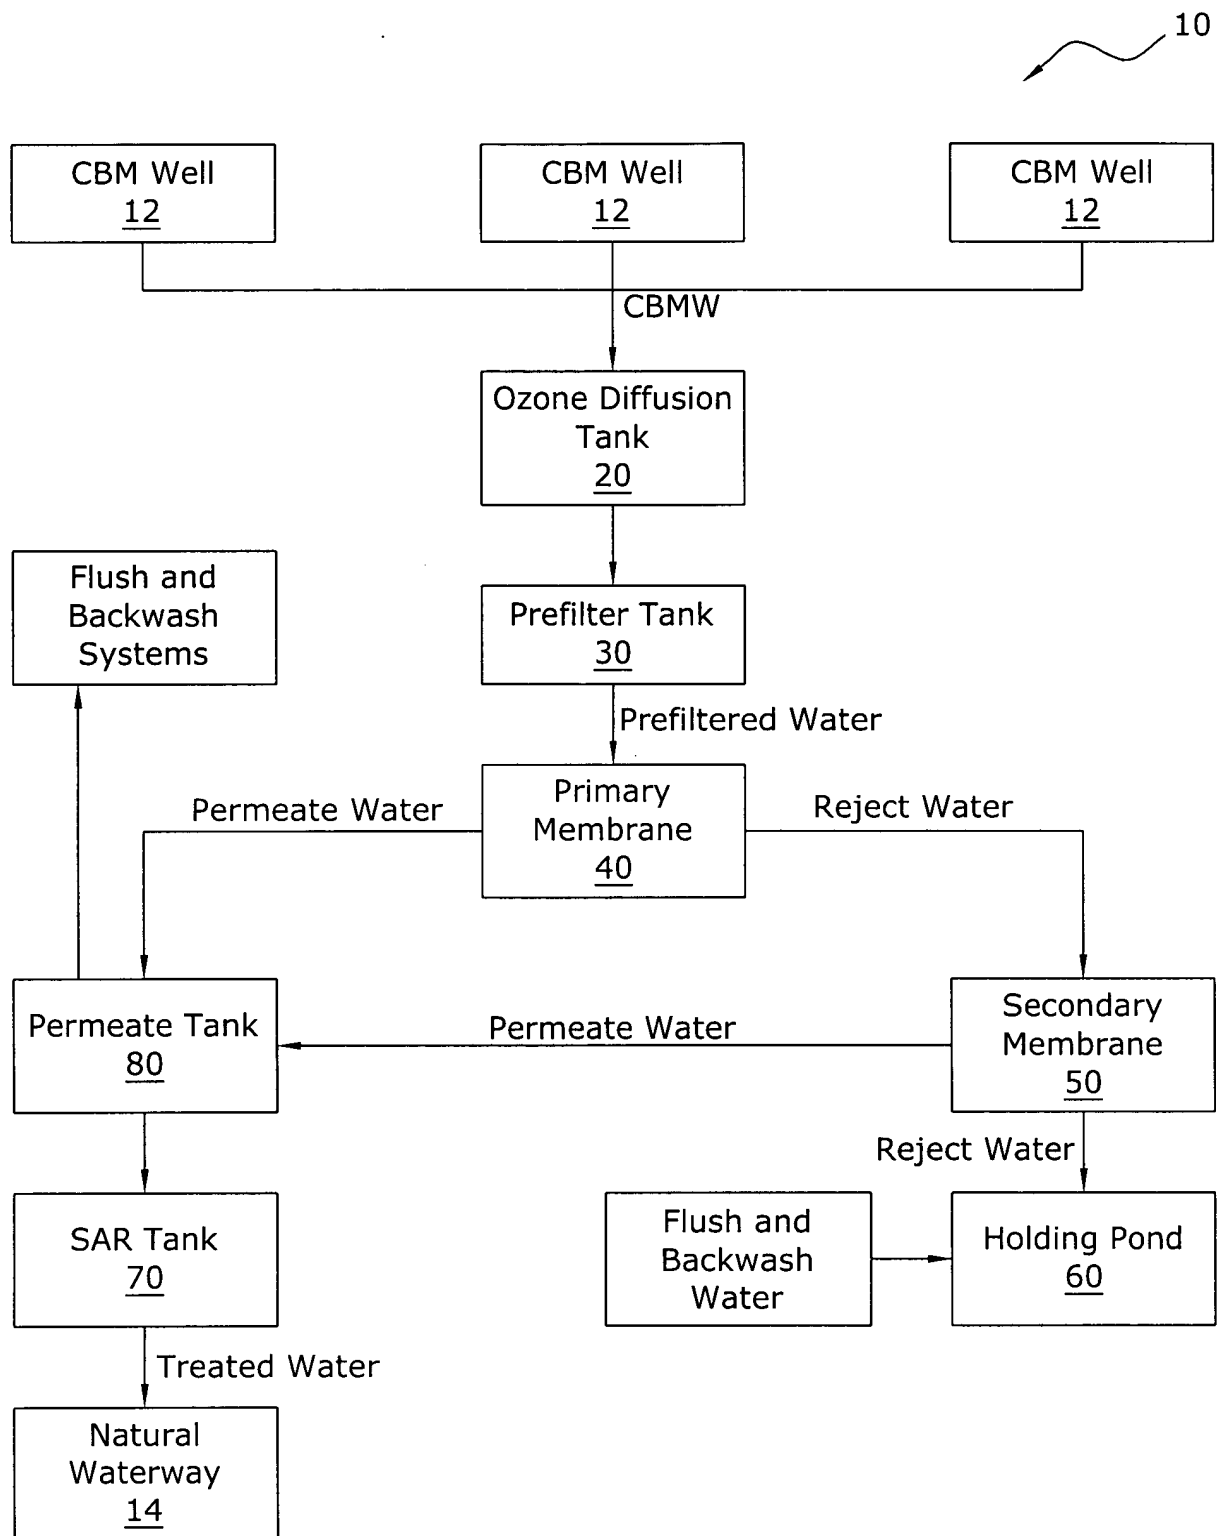 10
CBM Well
12
CBM Well
12
CBM Well
12
CBMW
Ozone Diffusion
Tank
20
Flush and
Backwash
Systems
Prefilter Tank
30
Prefiltered Water
Permeate Water
Primary
Membrane
40
Reject Water
Permeate Tank
80
Permeate Water
Secondary
Membrane
50
Reject Water
SAR Tank
70
Flush and
Backwash
Water
Holding Pond
60
Treated Water
Natural
Waterway
14